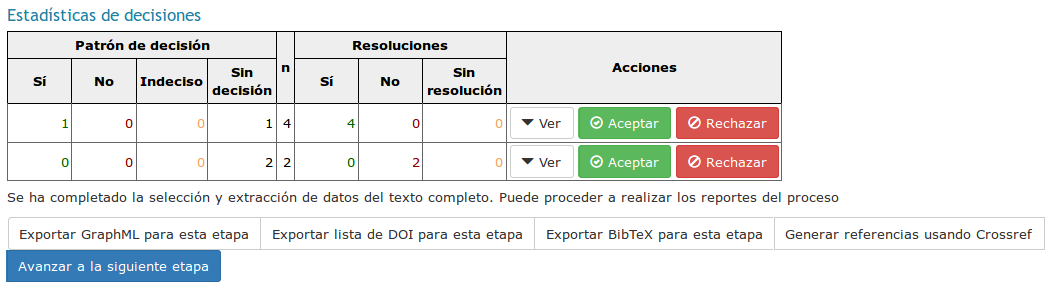 Estadísticas de decisiones
Patrón de decisión n Resoluciones Acciones
Sí No Indeciso Sin decisión Sí No Sin resolución
1 0 0 1 4 4 0 0 Ver Aceptar Rechazar
0 0 0 2 2 0 2 0 Ver Aceptar Rechazar
Se ha completado la selección y extracción de datos del texto completo. Puede proceder a realizar los reportes del proceso
Exportar GraphML para esta etapa Exportar lista de DOI para esta etapa Exportar BibTeX para esta etapa Generar referencias usando Crossref
Avanzar a la siguiente etapa